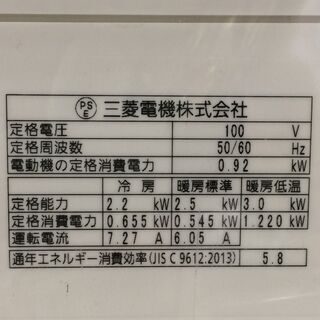 PS E 三菱電機株式会社
定格電圧 100 V
定格周波数 50/60 Hz
電動機の定格消費電力 0.92 kW
冷房 暖房標準 暖房低温
定格能力 2.2 kW 2.5 kW 3.0 kW
定格消費電力 0.655 kW 0.545 kW 1.220 kW
運転電流 7.27 A 6.05 A
通年エネルギー消費効率(JIS C 9612:2013) 5.8